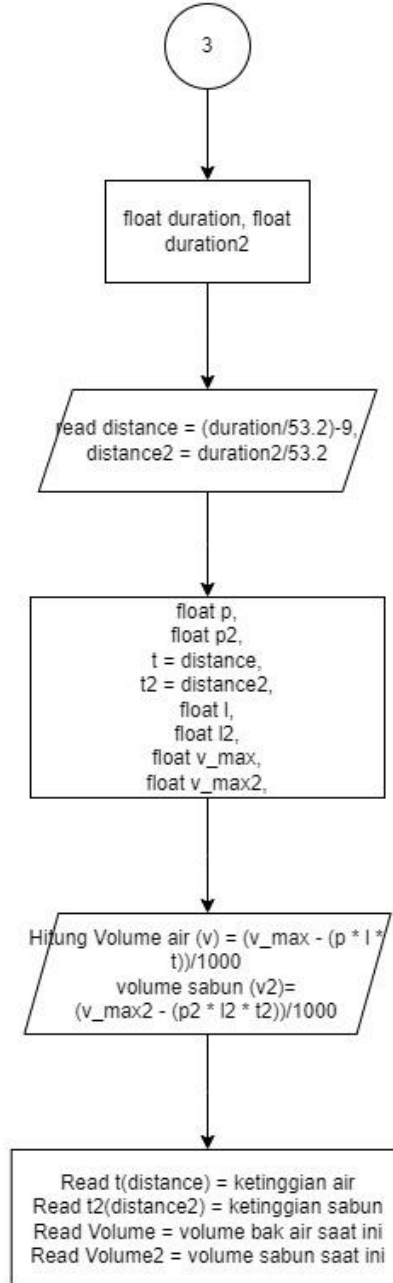 3
float duration, float
duration2
read distance = (duration/53.2)-9,
distance2 = duration2/53.2
float p,
float p2,
t = distance,
t2 = distance2,
float l,
float l2,
float v_max,
float v_max2,
Hitung Volume air (v) = (v_max - (p * l *
t))/1000
volume sabun (v2)=
(v_max2 - (p2 * l2 * t2))/1000
Read t(distance) = ketinggian air
Read t2(distance2) = ketinggian sabun
Read Volume = volume bak air saat ini
Read Volume2 = volume sabun saat ini